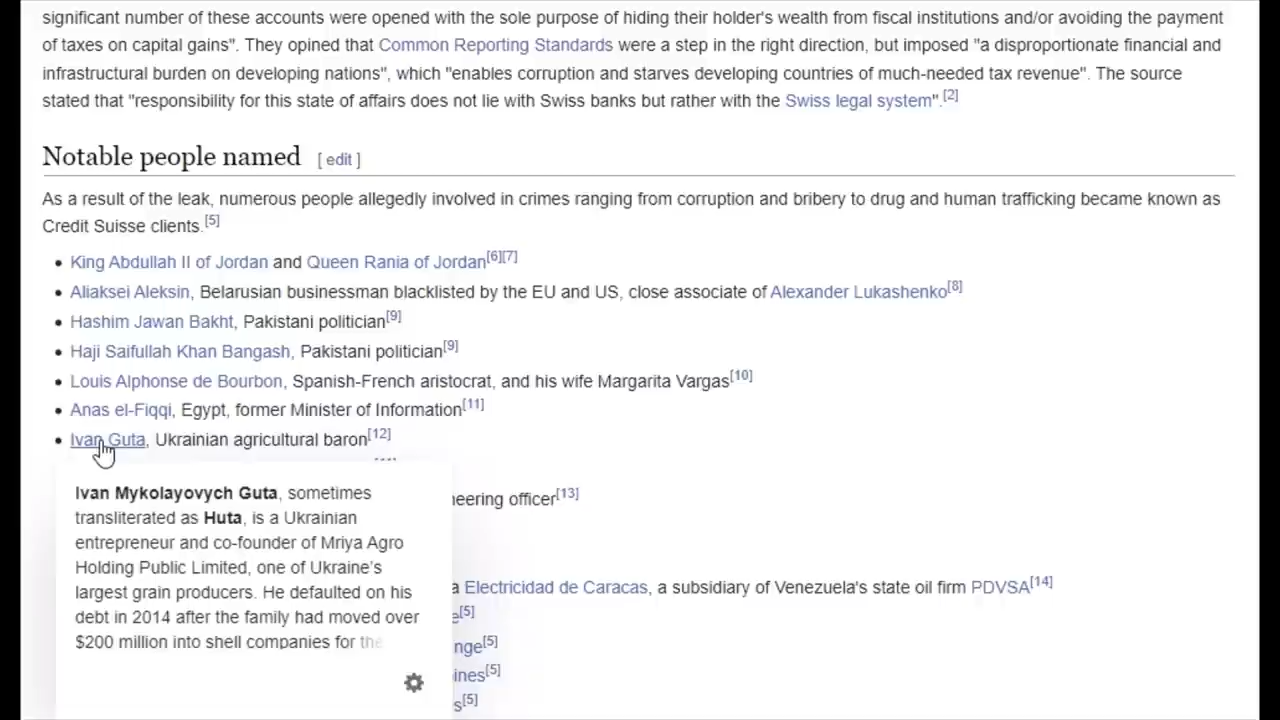 significant number of these accounts were opened with the sole purpose of hiding their holder's wealth from fiscal institutions and/or avoiding the payment
of taxes on capital gains". They opined that Common Reporting Standards were a step in the right direction, but imposed "a disproportionate financial and
infrastructural burden on developing nations", which "enables corruption and starves developing countries of much-needed tax revenue". The source
stated that "responsibility for this state of affairs does not lie with Swiss banks but rather with the Swiss legal system".[2]
Notable people named [ edit ]
As a result of the leak, numerous people allegedly involved in crimes ranging from corruption and bribery to drug and human trafficking became known as
Credit Suisse clients.[5]
• King Abdullah II of Jordan and Queen Rania of Jordan[6][7]
• Aliaksei Aleksin, Belarusian businessman blacklisted by the EU and US, close associate of Alexander Lukashenko[8]
• Hashim Jawan Bakht, Pakistani politician[9]
• Haji Saifullah Khan Bangash, Pakistani politician[9]
• Louis Alphonse de Bourbon, Spanish-French aristocrat, and his wife Margarita Vargas[10]
• Anas el-Fiqqi, Egypt, former Minister of Information[11]
• Ivan Guta, Ukrainian agricultural baron[12]
Ivan Mykolayovych Guta, sometimes
transliterated as Huta, is a Ukrainian
entrepreneur and co-founder of Mriya Agro
Holding Public Limited, one of Ukraine's
largest grain producers. He defaulted on his
debt in 2014 after the family had moved over
$200 million into shell companies for the
neering officer[13]
a Electricidad de Caracas, a subsidiary of Venezuela's state oil firm PDVSA[14]
e[5]
nge[5]
ines[5]
s[5]